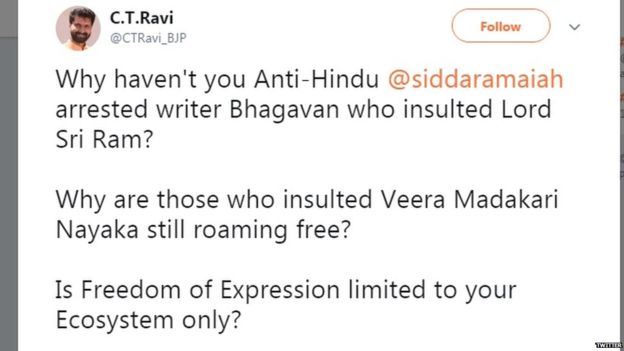 C.T.Ravi
@CTRavi_BJP
Follow
Why haven't you Anti-Hindu @siddaramaiah
arrested writer Bhagavan who insulted Lord
Sri Ram?
Why are those who insulted Veera Madakari
Nayaka still roaming free?
Is Freedom of Expression limited to your
Ecosystem only?
TWITTER